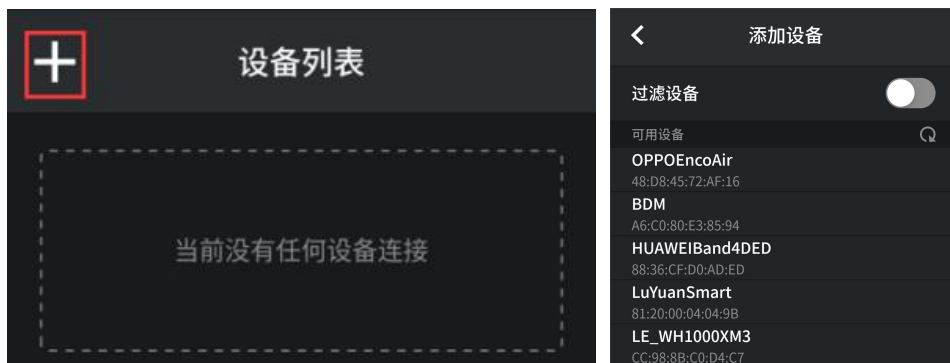 设备列表
当前没有任何设备连接
添加设备
过滤设备
可用设备
OPPOEncoAir
48:D8:45:72:AF:16
BDM
A6:C0:80:E3:85:94
HUAWEIBand4DED
88:36:CF:D0:AD:ED
LuYuanSmart
81:20:00:04:04:9B
LE_WH1000XM3
CC:98:8B:C0:D4:C7